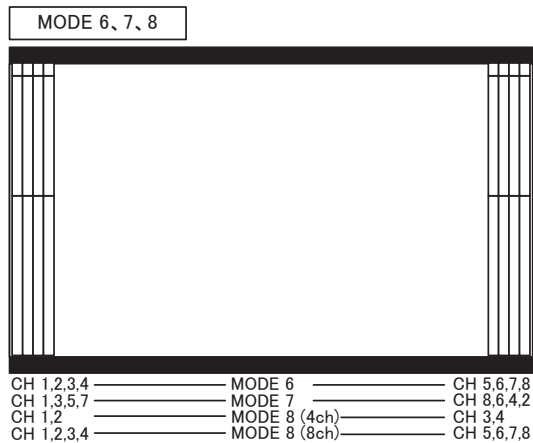 MODE 6、7、8
CH 1,2,3,4 MODE 6 CH 5,6,7,8
CH 1,3,5,7 MODE 7 CH 8,6,4,2
CH 1,2 MODE 8 (4ch) CH 3,4
CH 1,2,3,4 MODE 8 (8ch) CH 5,6,7,8